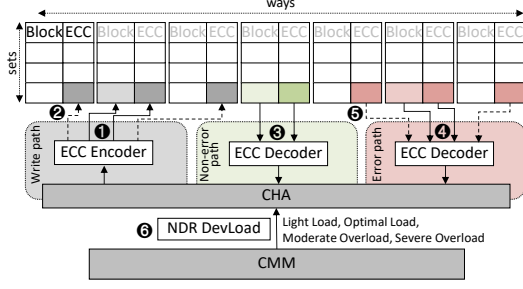 ways
sets
Block ECC Block ECC Block ECC Block ECC Block ECC Block ECC Block ECC
❷ ❶ ❸ ❺ ❹
Write path
ECC Encoder
Non-error path
ECC Decoder
Error path
ECC Decoder
CHA
❻ NDR DevLoad
Light Load, Optimal Load,
Moderate Overload, Severe Overload
CMM